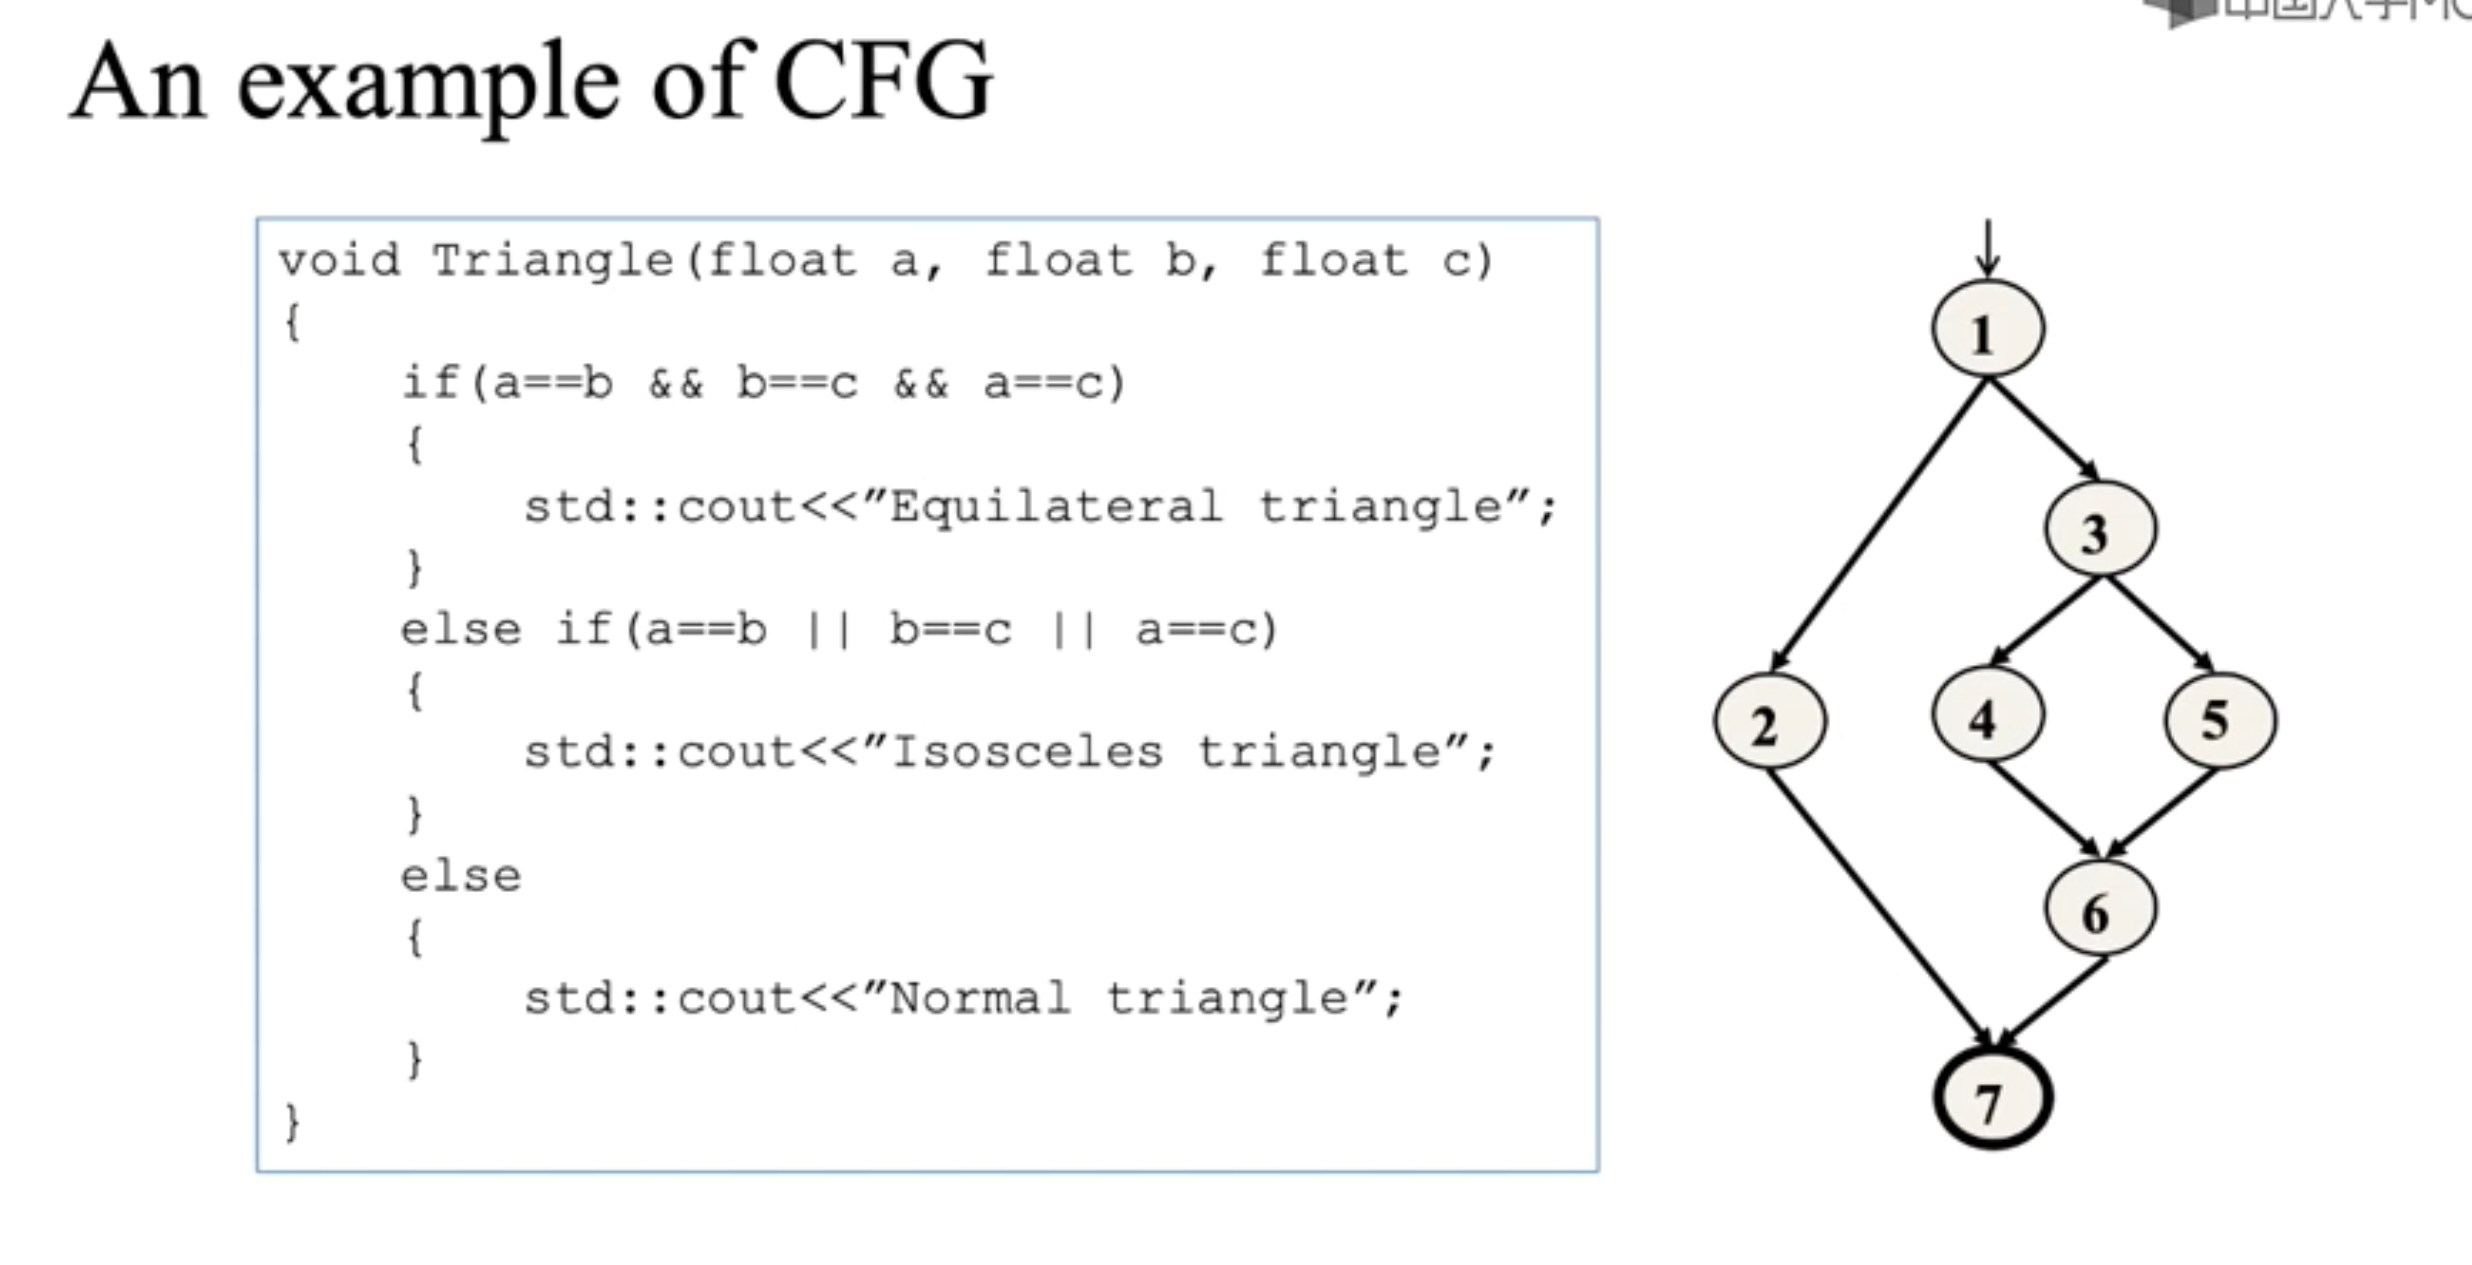 An example of CFG
void Triangle(float a, float b, float c)
{
if(a==b && b==c && a==c)
{
std::cout<<”Equilateral triangle”;
}
else if(a==b || b==c || a==c)
{
std::cout<<”Isosceles triangle”;
}
else
{
std::cout<<”Normal triangle”;
}
}
1
3
2
4
5
6
7